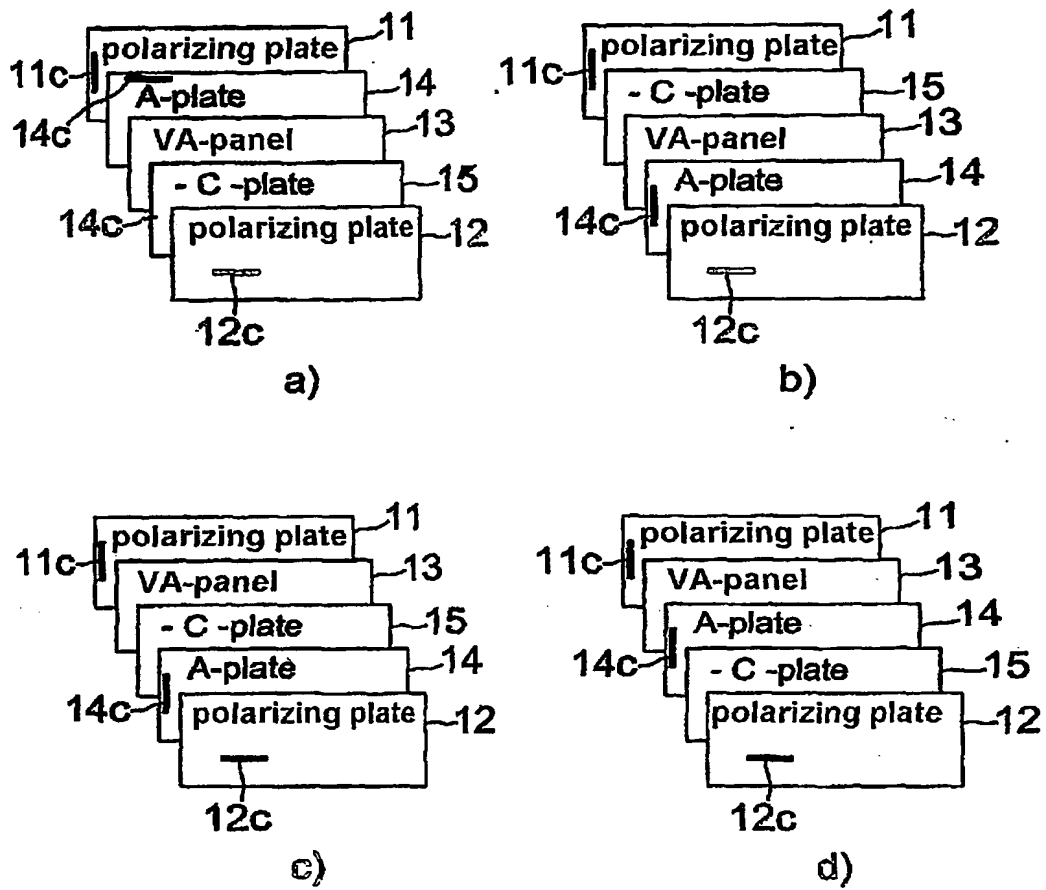 polarizing plate 11
11c
A-plate 14
14c
VA-panel 13
- C -plate 15
14c
polarizing plate 12
12c
a)
polarizing plate 11
11c
- C -plate 15
VA-panel 13
A-plate 14
14c
polarizing plate 12
12c
b)
polarizing plate 11
11c
VA-panel 13
- C -plate 15
A-plate 14
14c
polarizing plate 12
12c
c)
polarizing plate 11
11c
VA-panel 13
A-plate 14
14c
- C -plate 15
polarizing plate 12
12c
d)